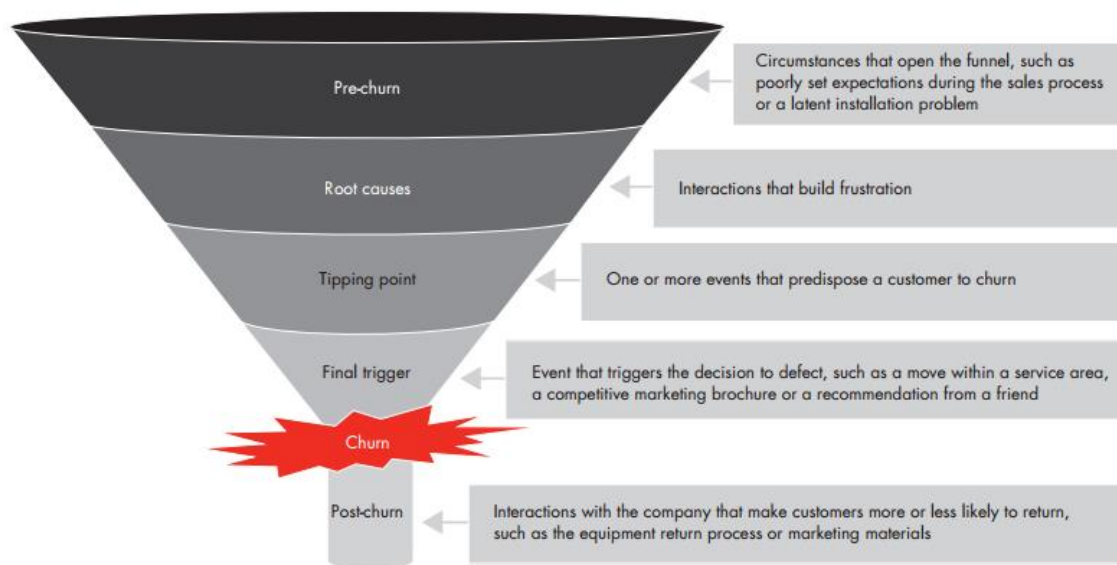 Pre-churn
Circumstances that open the funnel, such as
poorly set expectations during the sales process
or a latent installation problem
Root causes
Interactions that build frustration
Tipping point
One or more events that predispose a customer to churn
Final trigger
Event that triggers the decision to defect, such as a move within a service area,
a competitive marketing brochure or a recommendation from a friend
Churn
Post-churn
Interactions with the company that make customers more or less likely to return,
such as the equipment return process or marketing materials